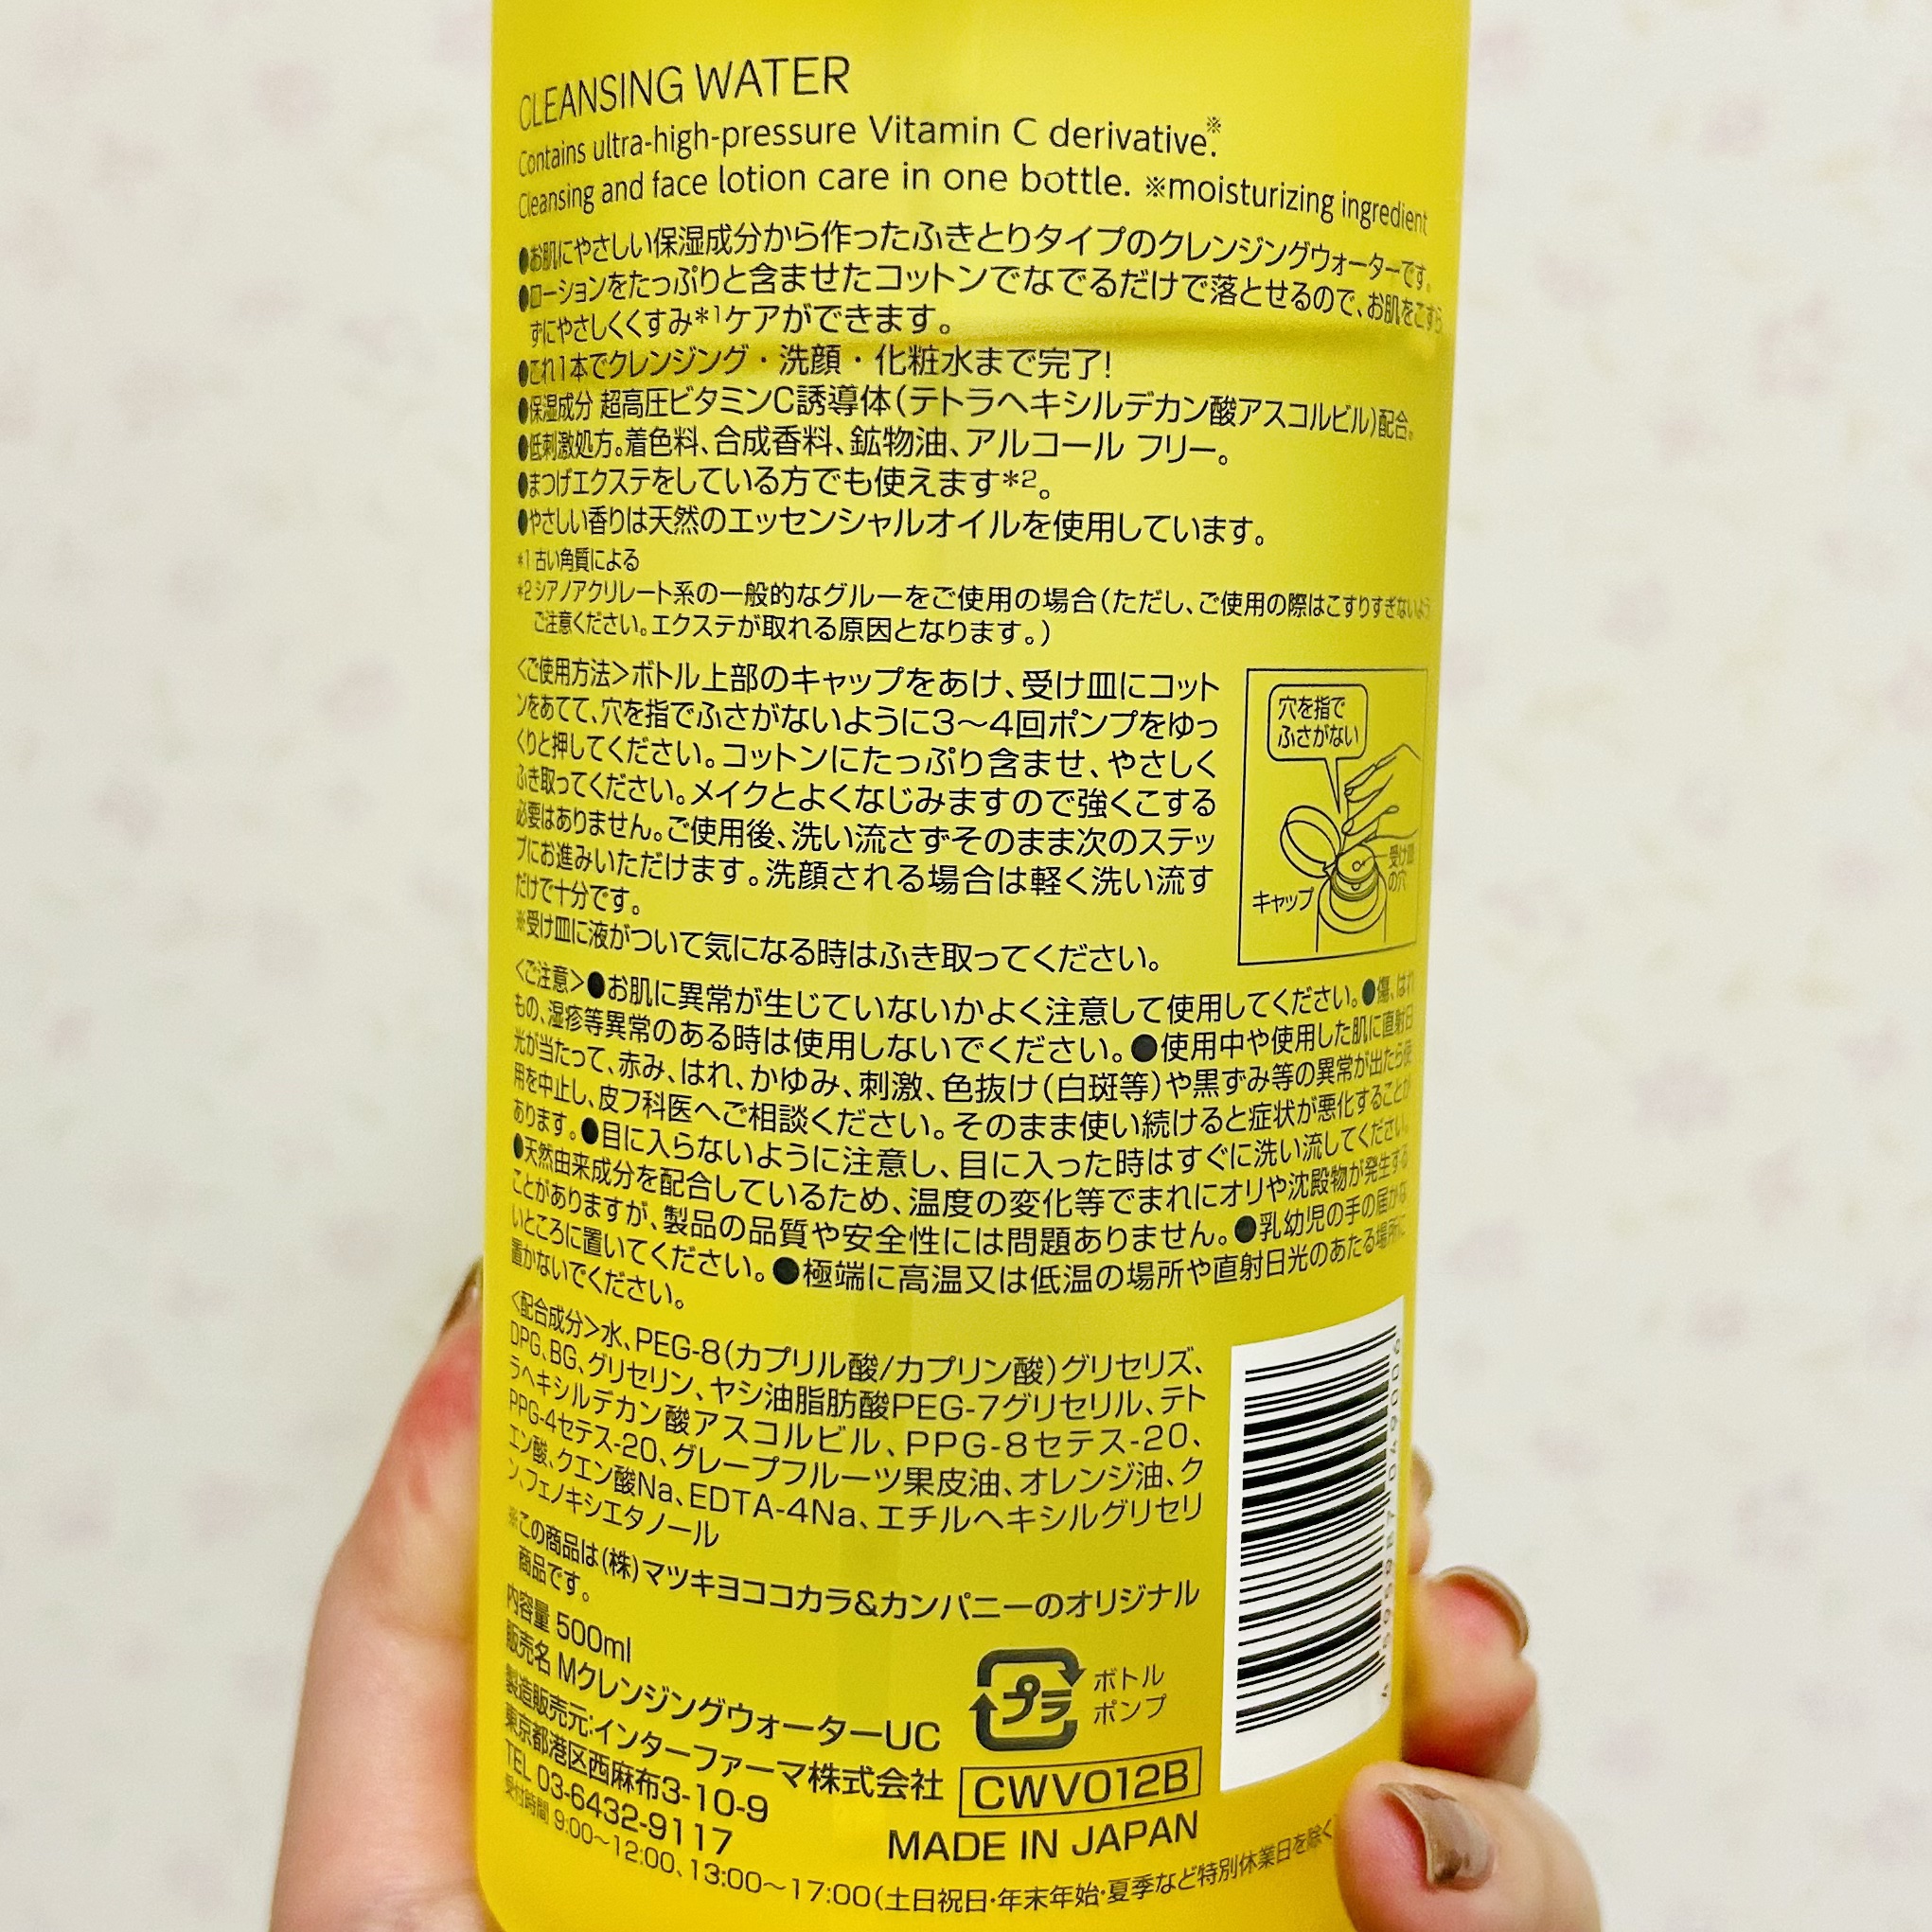 CLEANSING WATER
Contains ultra-high-pressure Vitamin C derivative※.
Cleansing and face lotion care in one bottle. ※moisturizing ingredient
●お肌にやさしい保湿成分から作ったふきとりタイプのクレンジングウォーターです。
●ローションをたっぷりと含ませたコットンでなでるだけで落とせるので、お肌をこすら
ずにやさしくくすみ*1ケアができます。
●これ1本でクレンジング・洗顔・化粧水まで完了!
●保湿成分 超高圧ビタミンC誘導体(テトラヘキシルデカン酸アスコルビル)配合。
●低刺激処方。着色料、合成香料、鉱物油、アルコール フリー。
●まつげエクステをしている方でも使えます*2。
●やさしい香りは天然のエッセンシャルオイルを使用しています。
*1 古い角質による
*2 シアノアクリレート系の一般的なグルーをご使用の場合(ただし、ご使用の際はこすりすぎないよう
ご注意ください。エクステが取れる原因となります。)
<ご使用方法>ボトル上部のキャップをあけ、受け皿にコット
ンをあてて、穴を指でふさがないように3〜4回ポンプをゆっ
くりと押してください。コットンにたっぷり含ませ、やさしく
ふき取ってください。メイクとよくなじみますので強くこする
必要はありません。ご使用後、洗い流さずそのまま次のステッ
プにお進みいただけます。洗顔される場合は軽く洗い流す
だけで十分です。
※受け皿に液がついて気になる時はふき取ってください。
穴を指で
ふさがない
受け皿
の穴
キャップ
<ご注意>●お肌に異常が生じていないかよく注意して使用してください。●傷、はれ
もの、湿疹等異常のある時は使用しないでください。●使用中や使用した肌に直射日
光が当たって、赤み、はれ、かゆみ、刺激、色抜け(白斑等)や黒ずみ等の異常が出たら使
用を中止し、皮フ科医へご相談ください。そのまま使い続けると症状が悪化することが
あります。●目に入らないように注意し、目に入った時はすぐに洗い流してください。
●天然由来成分を配合しているため、温度の変化等でまれにオリや沈殿物が発生する
ことがありますが、製品の品質や安全性には問題ありません。●乳幼児の手の届かな
いところに置いてください。●極端に高温又は低温の場所や直射日光のあたる場所に
置かないでください。
<配合成分>水、PEG-8(カプリル酸/カプリン酸)グリセリズ、
DPG、BG、グリセリン、ヤシ油脂肪酸PEG-7グリセリル、テト
ラヘキシルデカン酸アスコルビル、PPG-8セテス-20、
PPG-4セテス-20、グレープフルーツ果皮油、オレンジ油、ク
エン酸、クエン酸Na、EDTA-4Na、エチルヘキシルグリセリ
ン、フェノキシエタノール
※この商品は(株)マツキヨココカラ&カンパニーのオリジナル
商品です。
内容量 500ml
販売名 MクレンジングウォーターUC
製造販売元:インターファーマ株式会社
東京都港区西麻布3-10-9
TEL 03-6432-9117
受付時間 9:00〜12:00、13:00〜17:00(土日祝日・年末年始・夏季など特別休業日を除く
プラ
ボトル
ポンプ
CWV012B
MADE IN JAPAN